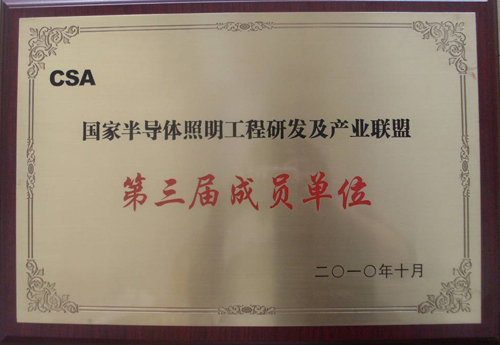 CSA
国家半导体照明工程研发及产业联盟
第三届成员单位
二〇一〇年十月